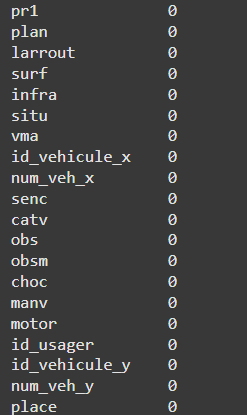 pr1 0
plan 0
larrout 0
surf 0
infra 0
situ 0
vma 0
id_vehicule_x 0
num_veh_x 0
senc 0
catv 0
obs 0
obsm 0
choc 0
manv 0
motor 0
id_usager 0
id_vehicule_y 0
num_veh_y 0
place 0